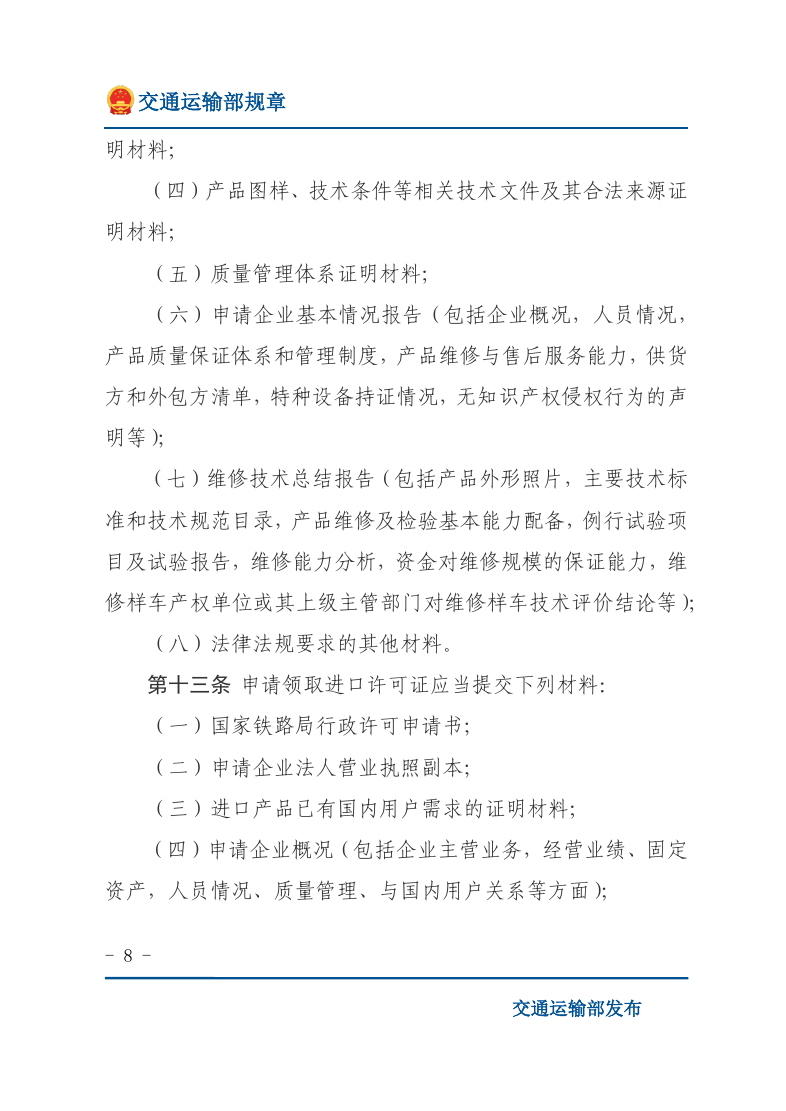 交通运输部规章
明材料；
（四）产品图样、技术条件等相关技术文件及其合法来源证
明材料；
（五）质量管理体系证明材料；
（六）申请企业基本情况报告（包括企业概况，人员情况，
产品质量保证体系和管理制度，产品维修与售后服务能力，供货
方和外包方清单，特种设备持证情况，无知识产权侵权行为的声
明等）；
（七）维修技术总结报告（包括产品外形照片，主要技术标
准和技术规范目录，产品维修及检验基本能力配备，例行试验项
目及试验报告，维修能力分析，资金对维修规模的保证能力，维
修样车产权单位或其上级主管部门对维修样车技术评价结论等）；
（八）法律法规要求的其他材料。
第十三条 申请领取进口许可证应当提交下列材料：
（一）国家铁路局行政许可申请书；
（二）申请企业法人营业执照副本；
（三）进口产品已有国内用户需求的证明材料；
（四）申请企业概况（包括企业主营业务，经营业绩、固定
资产，人员情况、质量管理、与国内用户关系等方面）；
- 8 -
交通运输部发布